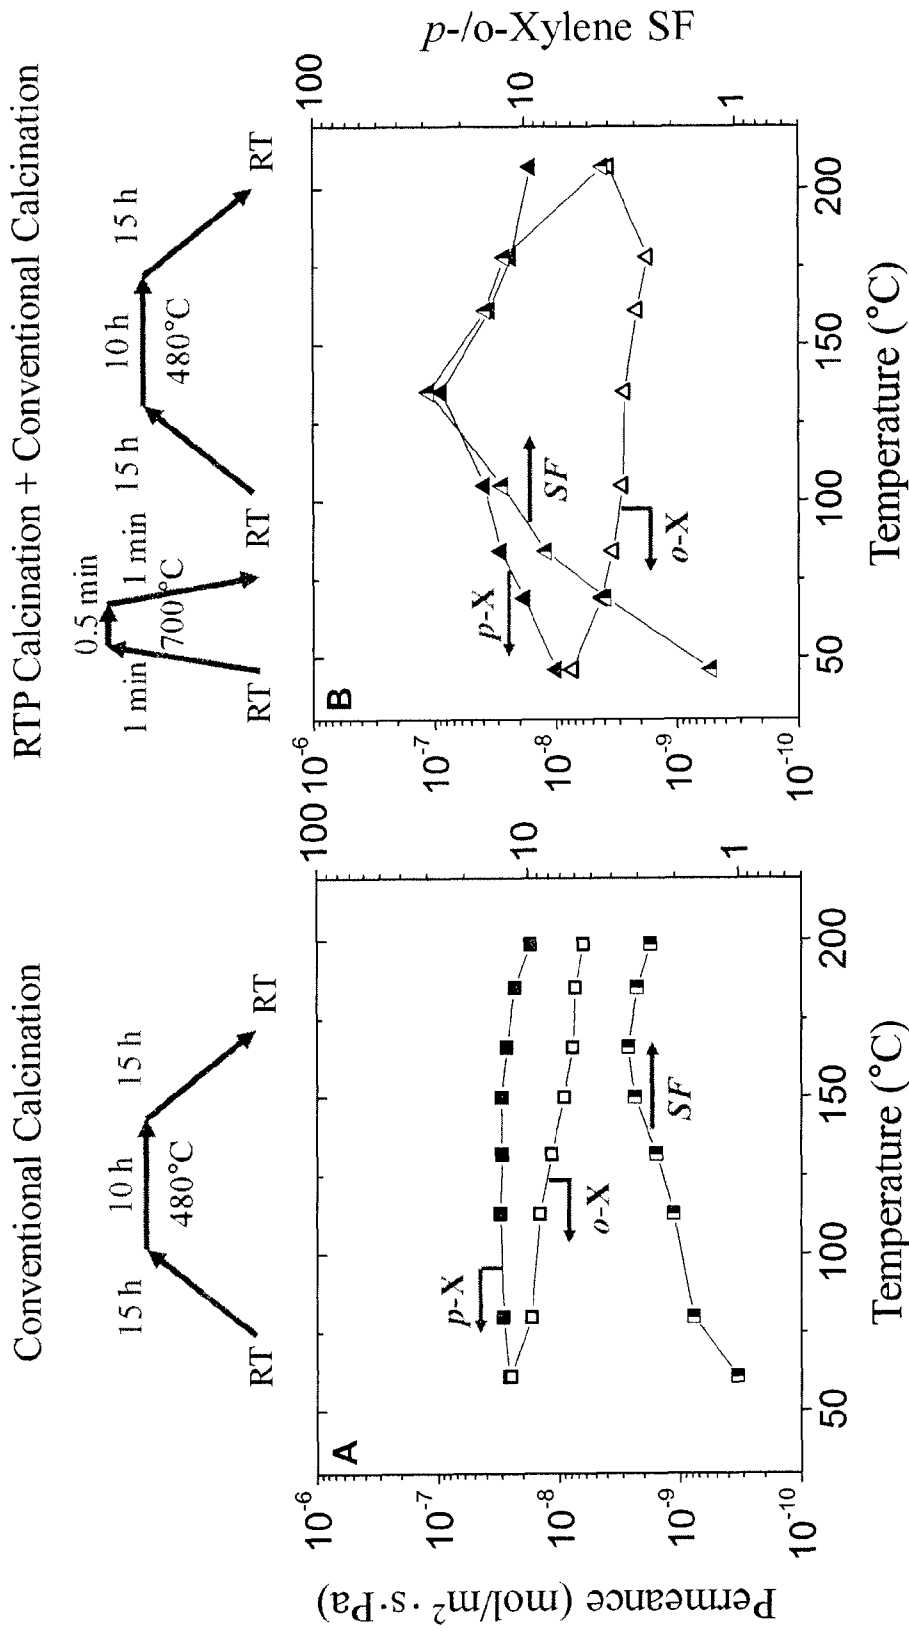 Conventional Calcination
RTP Calcination + Conventional Calcination
RT
15 h
10 h
480°C
15 h
RT
RT
1 min
0.5 min
700°C
1 min
RT
15 h
10 h
480°C
15 h
RT
A
p-X
o-X
SF
10⁻⁶
10⁻⁷
10⁻⁸
10⁻⁹
10⁻¹⁰
100
10
1
50
100
150
200
Permeance (mol/m² · s·Pa)
Temperature (°C)
B
p-X
SF
o-X
10⁻⁶
10⁻⁷
10⁻⁸
10⁻⁹
10⁻¹⁰
100
10
1
50
100
150
200
Temperature (°C)
p-/o-Xylene SF